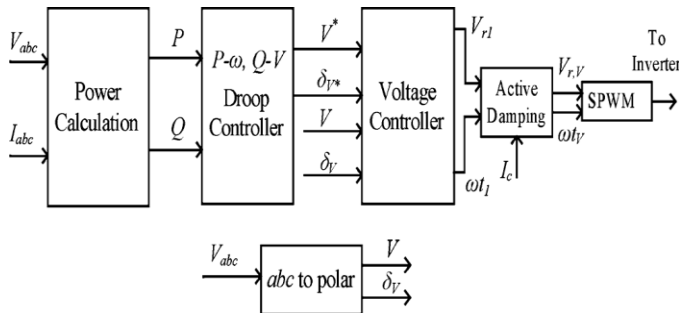 V_abc
I_abc
Power
Calculation
P
Q
P-ω, Q-V
Droop
Controller
V*
δ_V*
V
δ_V
Voltage
Controller
V_r1
ωt_1
Active
Damping
I_c
V_r,V
ωt_V
SPWM
To
Inverter
V_abc
abc to polar
V
δ_V